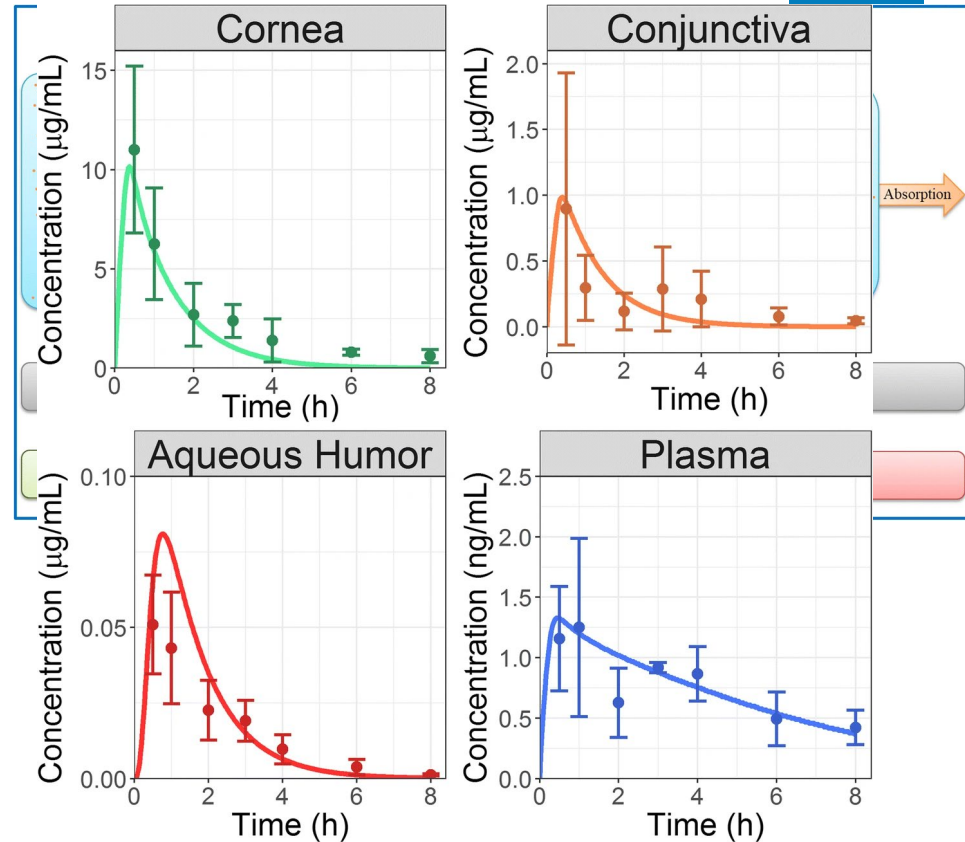 Cornea
Concentration (μg/mL)
15
10
5
0
0 2 4 6 8
Time (h)
Conjunctiva
Concentration (μg/mL)
2.0
1.5
1.0
0.5
0.0
0 2 4 6 8
Time (h)
Absorption
Aqueous Humor
Concentration (μg/mL)
0.10
0.05
0.00
0 2 4 6 8
Time (h)
Plasma
Concentration (ng/mL)
2.5
2.0
1.5
1.0
0.5
0.0
0 2 4 6 8
Time (h)